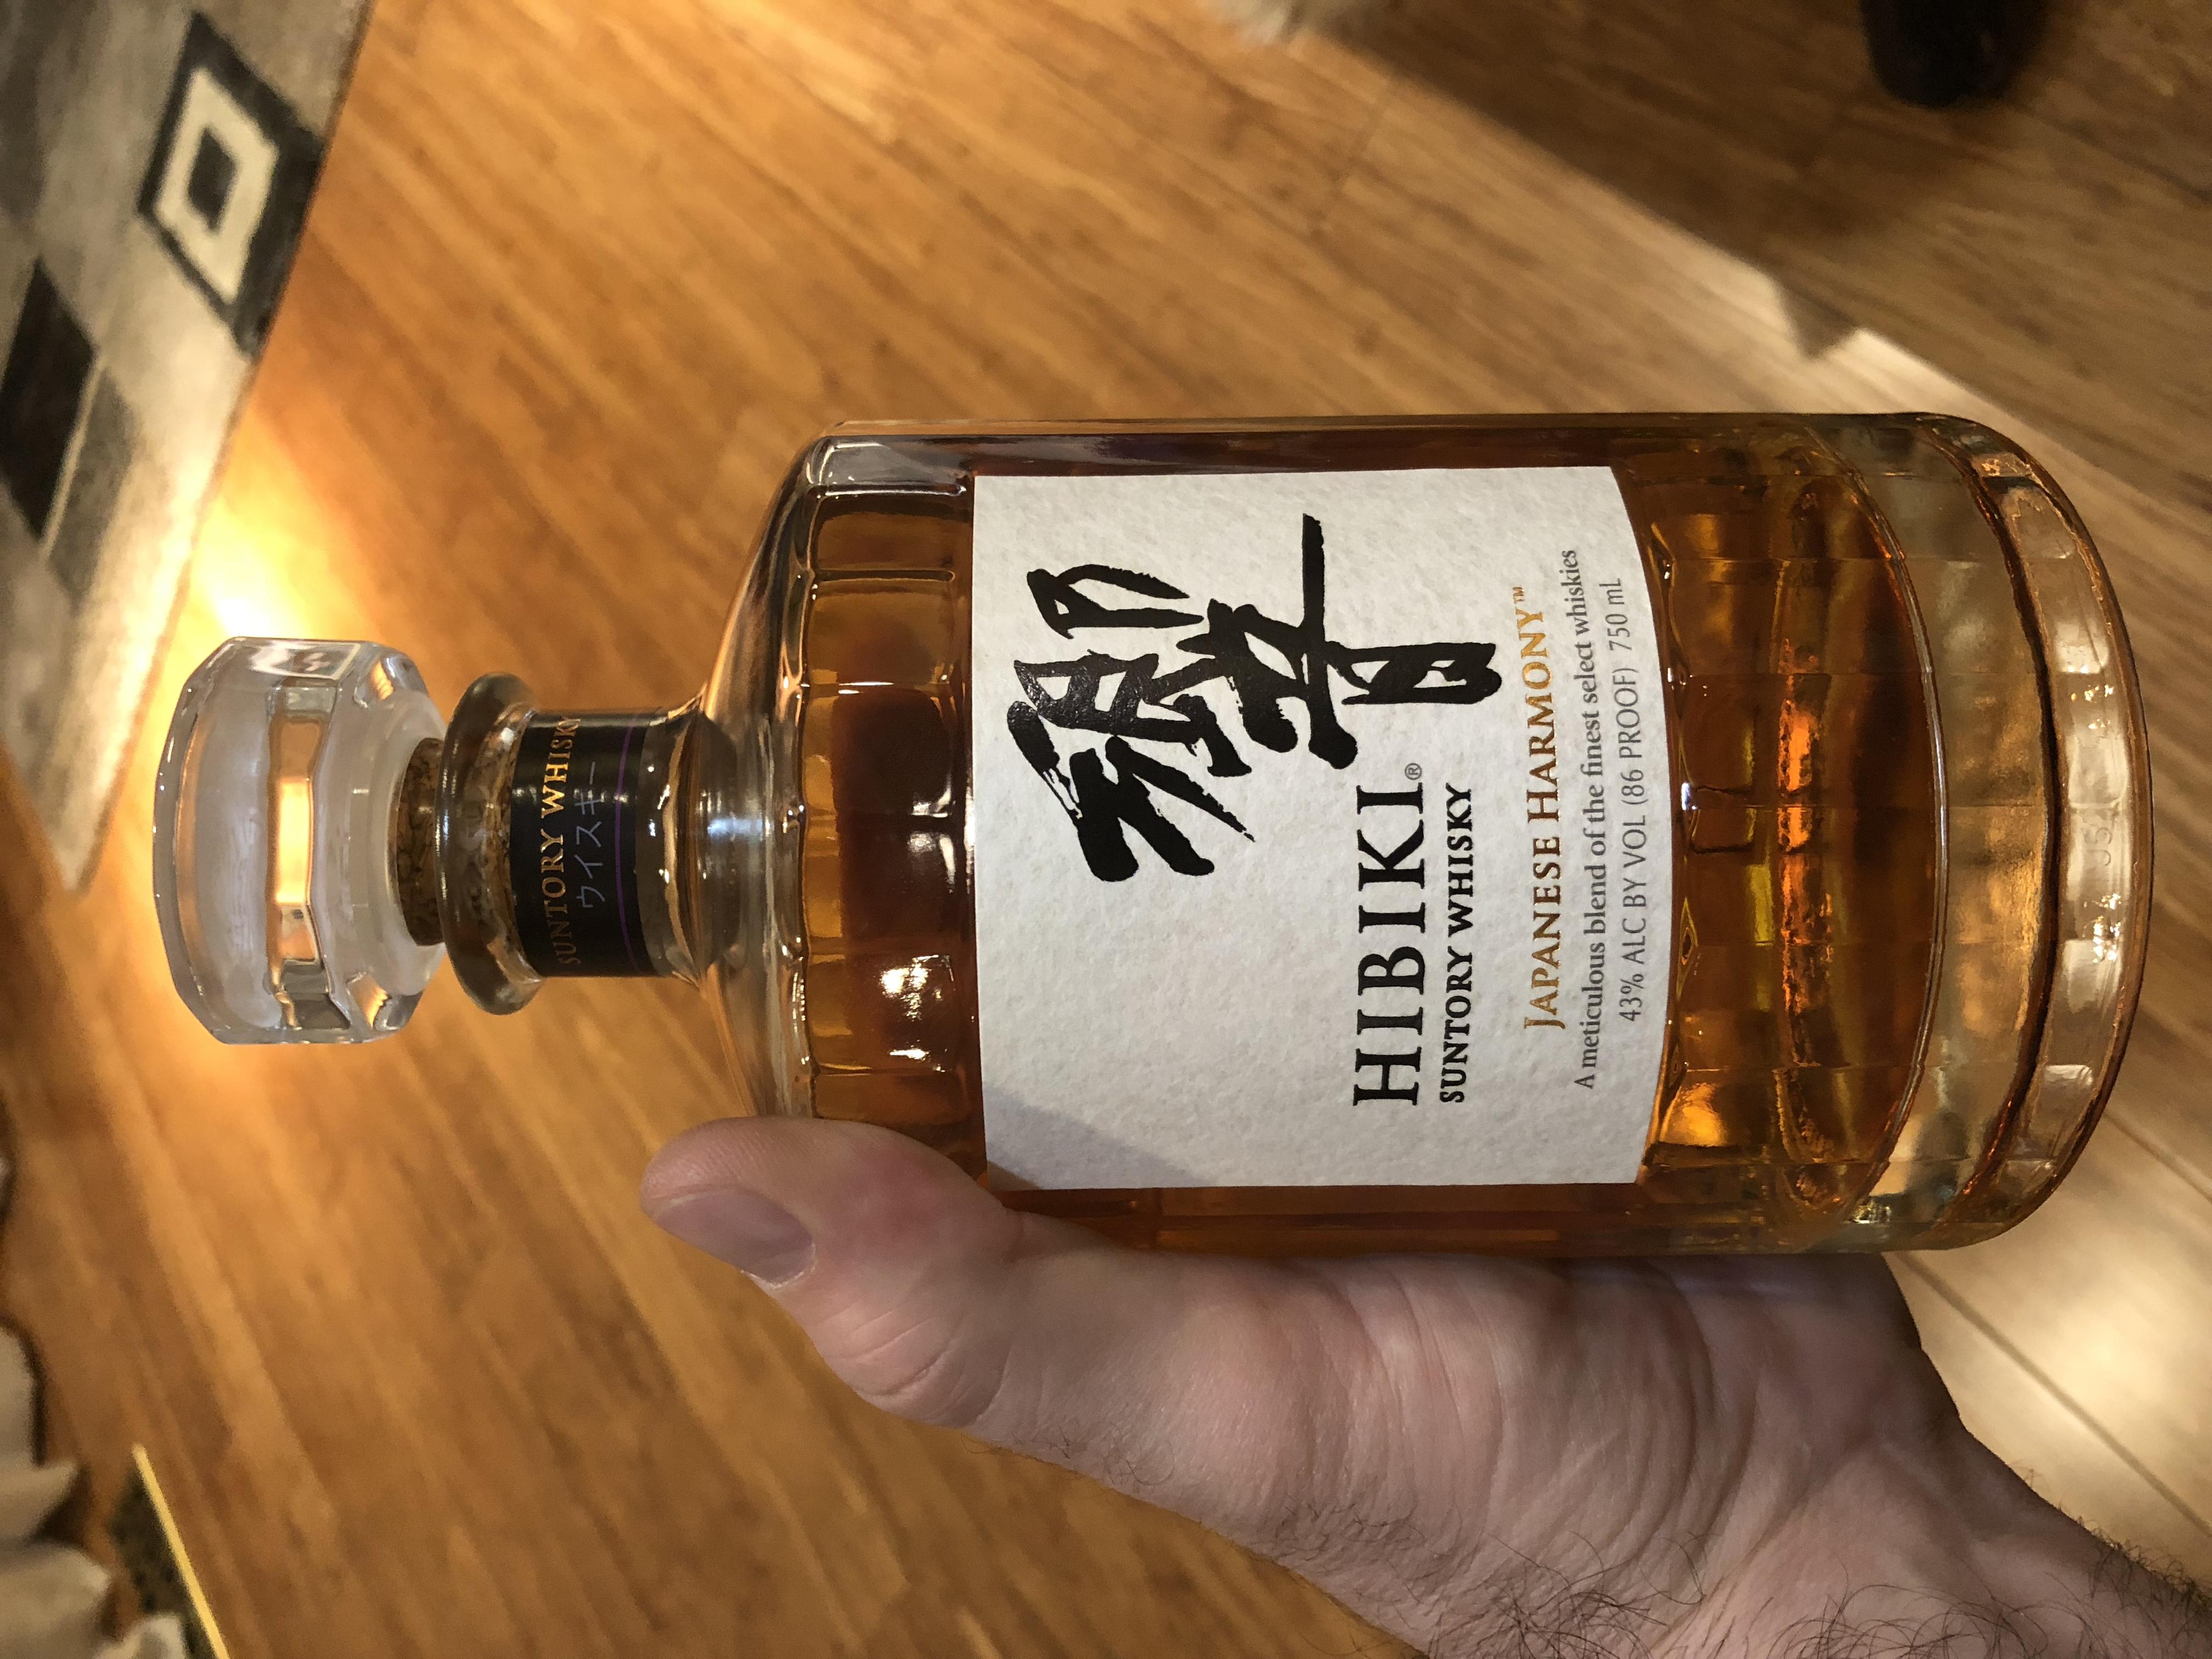 SUNTORY WHISKY
ウイスキー
響
HIBIKI®
SUNTORY WHISKY
JAPANESE HARMONY™
A meticulous blend of the finest select whiskies
43% ALC BY VOL (86 PROOF) 750 mL